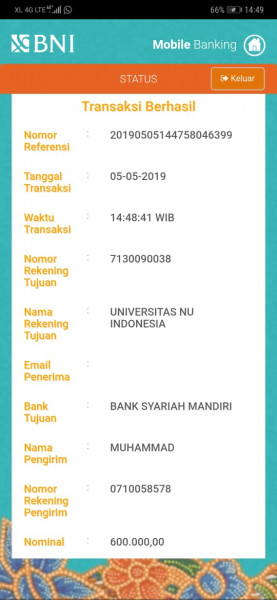 XL 4G LTE 66% 14:49
BNI Mobile Banking
STATUS Keluar
Transaksi Berhasil
Nomor : 20190505144758046399
Referensi
Tanggal : 05-05-2019
Transaksi
Waktu : 14:48:41 WIB
Transaksi
Nomor : 7130090038
Rekening
Tujuan
Nama : UNIVERSITAS NU
Rekening INDONESIA
Tujuan
Email :
Penerima
Bank : BANK SYARIAH MANDIRI
Tujuan
Nama : MUHAMMAD
Pengirim
Nomor : 0710058578
Rekening
Pengirim
Nominal : 600.000,00